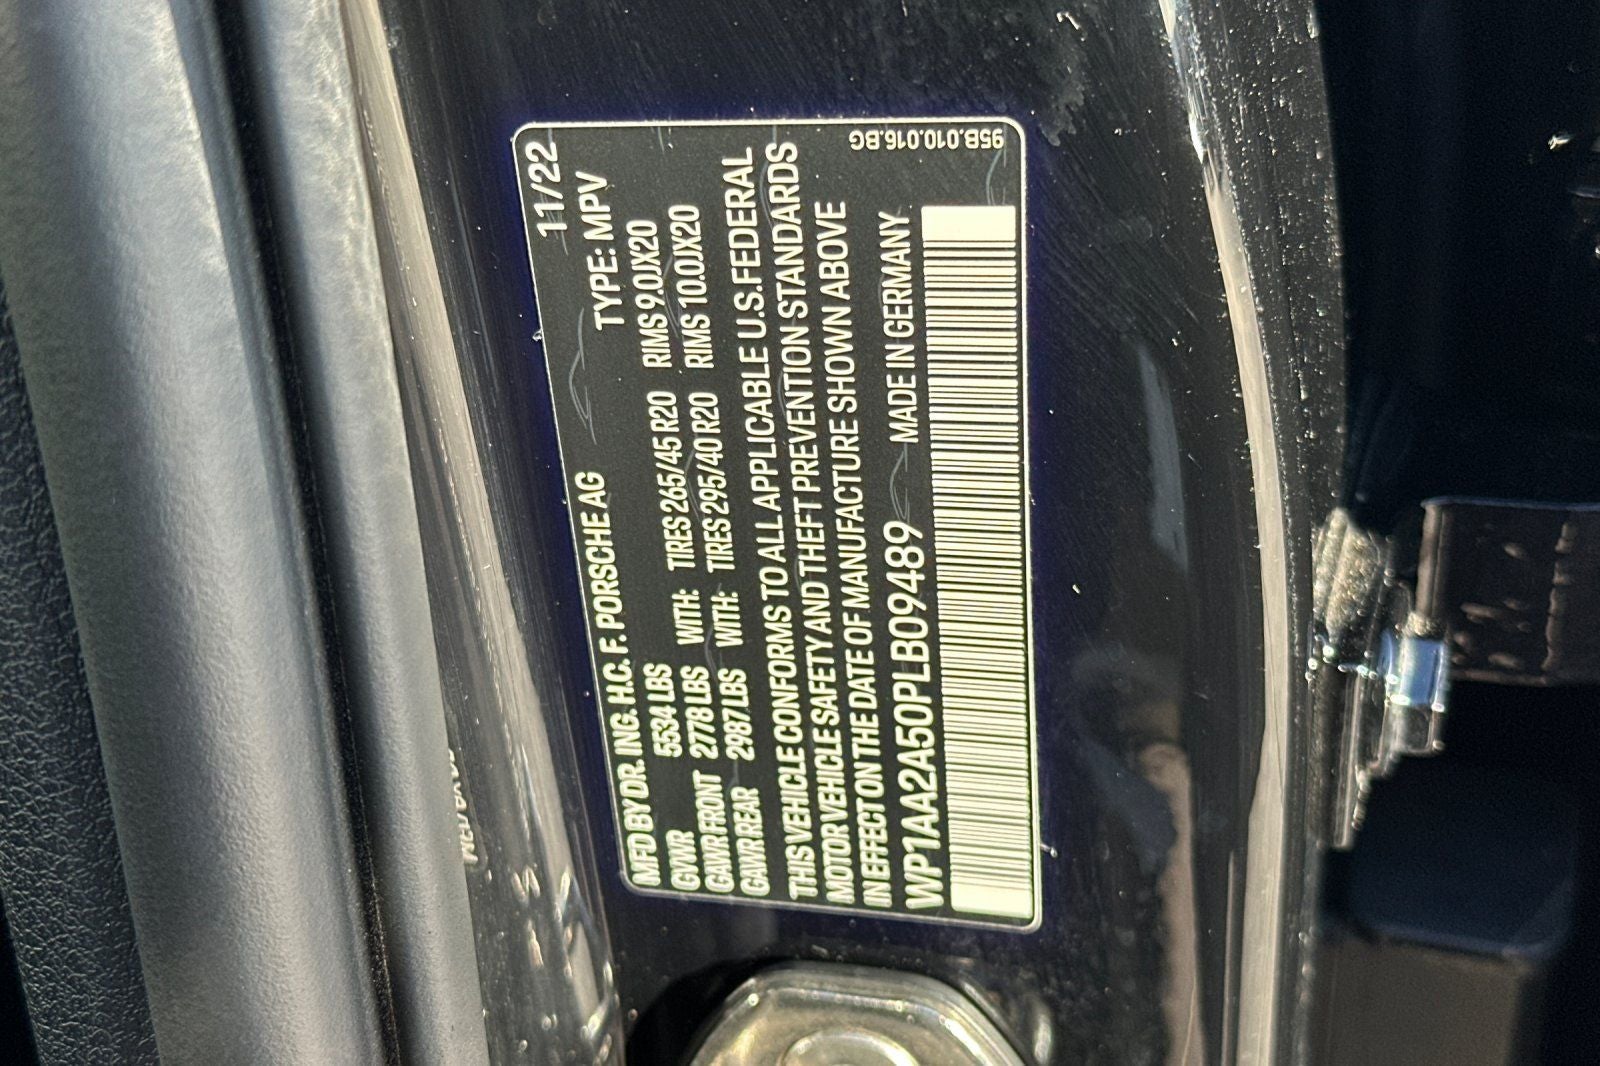 11/22
MFD BY DR. ING. H.C. F. PORSCHE AG TYPE: MPV
GVWR 5534 LBS
GAWR FRONT 2778 LBS WITH: TIRES 265/45 R20 RIMS 9.0JX20
GAWR REAR 2987 LBS WITH: TIRES 295/40 R20 RIMS 10.0JX20
THIS VEHICLE CONFORMS TO ALL APPLICABLE U.S. FEDERAL
MOTOR VEHICLE SAFETY AND THEFT PREVENTION STANDARDS
IN EFFECT ON THE DATE OF MANUFACTURE SHOWN ABOVE
WP1AA2A50PLB09489 MADE IN GERMANY
95B.010.016.BG